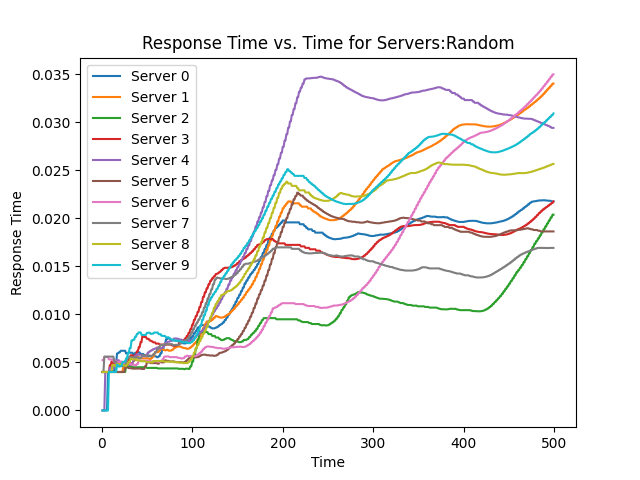 Response Time vs. Time for Servers:Random
Response Time
0.035
0.030
0.025
0.020
0.015
0.010
0.005
0.000
Server 0
Server 1
Server 2
Server 3
Server 4
Server 5
Server 6
Server 7
Server 8
Server 9
0 100 200 300 400 500
Time